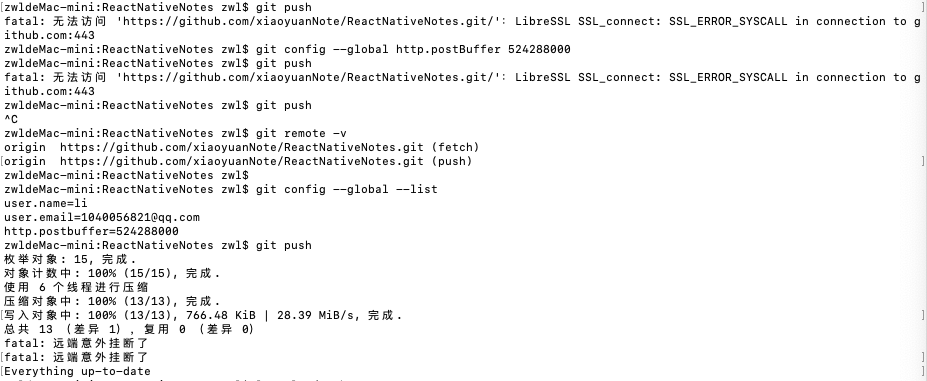 [zwldeMac-mini:ReactNativeNotes zwl$ git push ]
fatal: 无法访问 'https://github.com/xiaoyuanNote/ReactNativeNotes.git/': LibreSSL SSL_connect: SSL_ERROR_SYSCALL in connection to g
ithub.com:443
zwldeMac-mini:ReactNativeNotes zwl$ git config --global http.postBuffer 524288000
[zwldeMac-mini:ReactNativeNotes zwl$ git push ]
fatal: 无法访问 'https://github.com/xiaoyuanNote/ReactNativeNotes.git/': LibreSSL SSL_connect: SSL_ERROR_SYSCALL in connection to g
ithub.com:443
zwldeMac-mini:ReactNativeNotes zwl$ git push
^C
zwldeMac-mini:ReactNativeNotes zwl$ git remote -v
origin  https://github.com/xiaoyuanNote/ReactNativeNotes.git (fetch)
[origin  https://github.com/xiaoyuanNote/ReactNativeNotes.git (push) ]
zwldeMac-mini:ReactNativeNotes zwl$
zwldeMac-mini:ReactNativeNotes zwl$ git config --global --list
user.name=li
user.email=1040056821@qq.com
http.postbuffer=524288000
zwldeMac-mini:ReactNativeNotes zwl$ git push
枚举对象: 15, 完成.
对象计数中: 100% (15/15), 完成.
使用 6 个线程进行压缩
压缩对象中: 100% (13/13), 完成.
[写入对象中: 100% (13/13), 766.48 KiB | 28.39 MiB/s, 完成. ]
总共 13 （差异 1），复用 0 （差异 0）
fatal: 远端意外挂断了
[fatal: 远端意外挂断了 ]
[Everything up-to-date ]